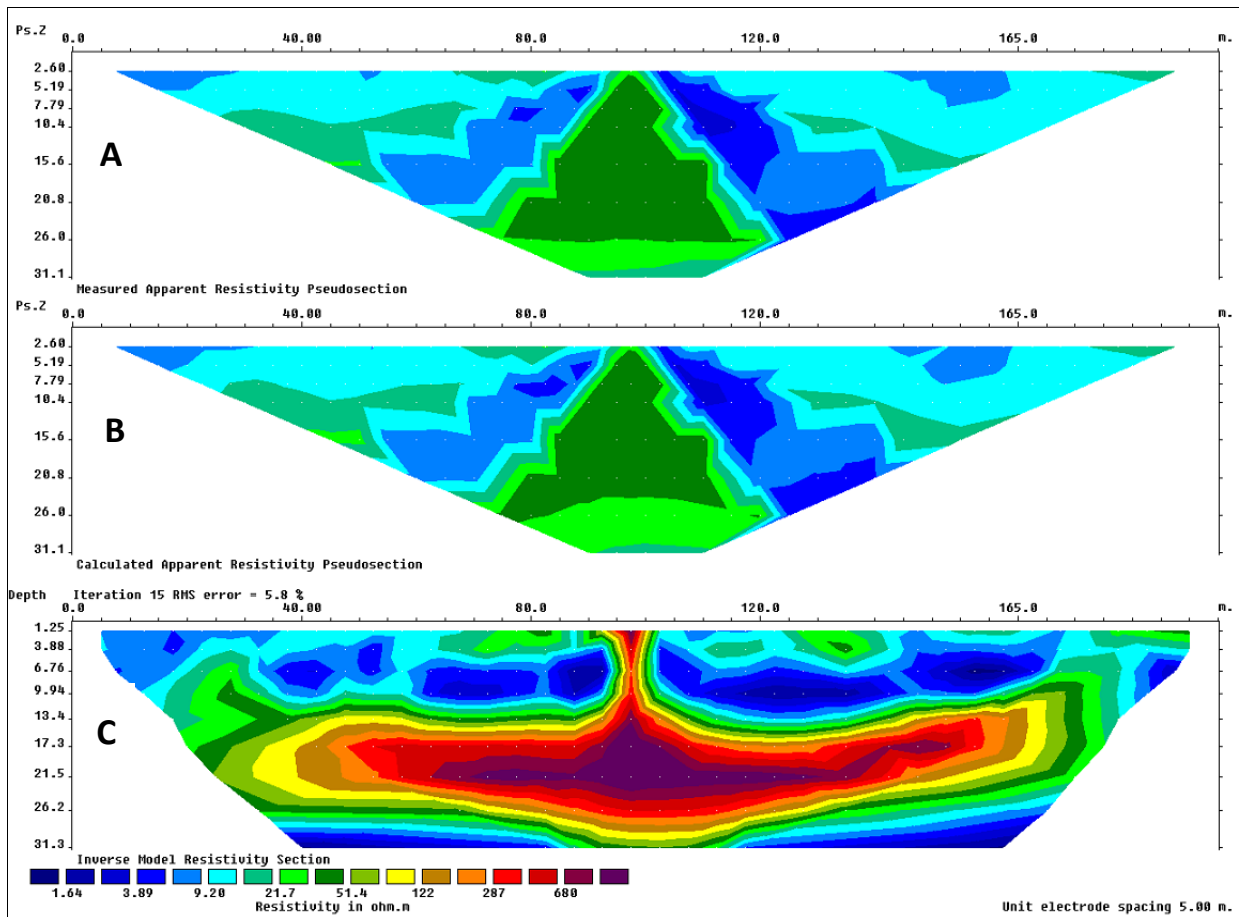 Ps.Z 0.0 40.00 80.0 120.0 165.0 m.
2.60
5.19
7.79
10.4
15.6
20.8
26.0
31.1
A
Measured Apparent Resistivity Pseudosection
Ps.Z 0.0 40.00 80.0 120.0 165.0 m.
2.60
5.19
7.79
10.4
15.6
20.8
26.0
31.1
B
Calculated Apparent Resistivity Pseudosection
Depth Iteration 15 RMS error = 5.8 %
0.0 40.00 80.0 120.0 165.0 m.
1.25
3.88
6.76
9.94
13.4
17.3
21.5
26.2
31.3
C
Inverse Model Resistivity Section
1.64 3.89 9.20 21.7 51.4 122 287 680
Resistivity in ohm.m
Unit electrode spacing 5.00 m.